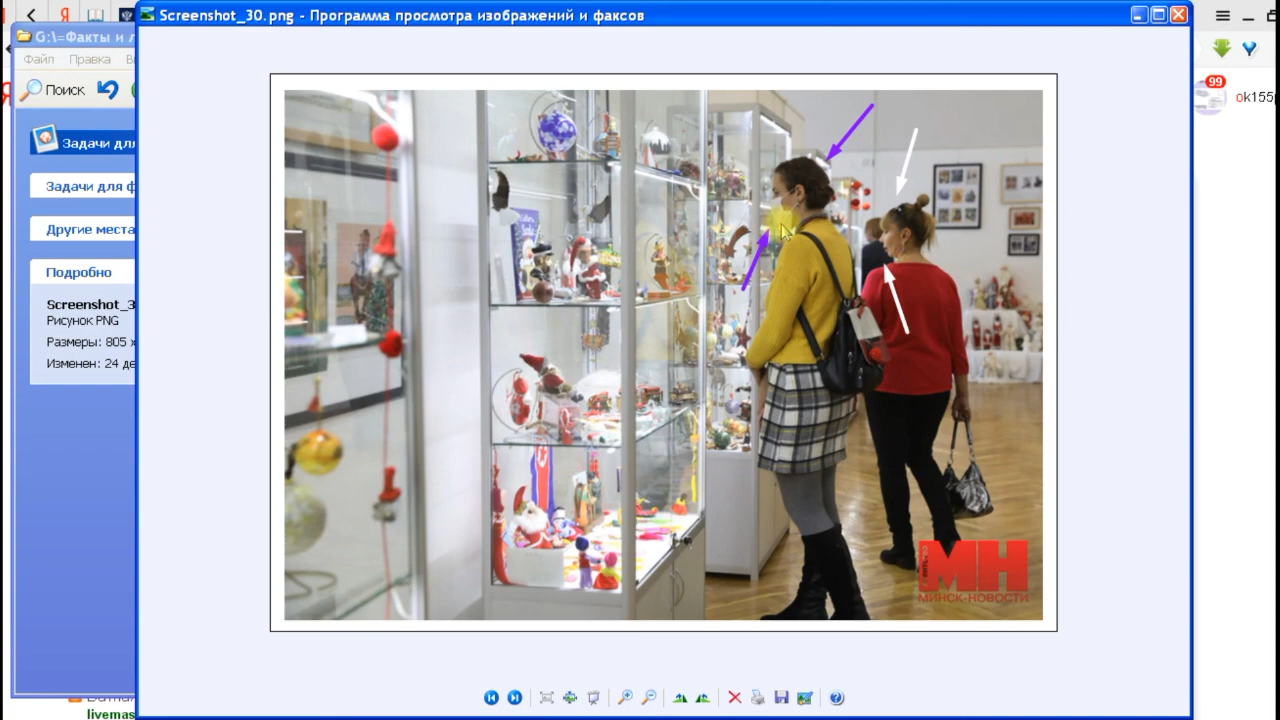 Screenshot_30.png - Программа просмотра изображений и факсов
G:\=Факты и л
Файл Правка В
Поиск
Задачи для
Задачи для ф
Другие места
Подробно
Screenshot_3
Рисунок PNG
Размеры: 805 x
Изменен: 24 де
99
ok155
МН
МИНСК-НОВОСТИ
livemas